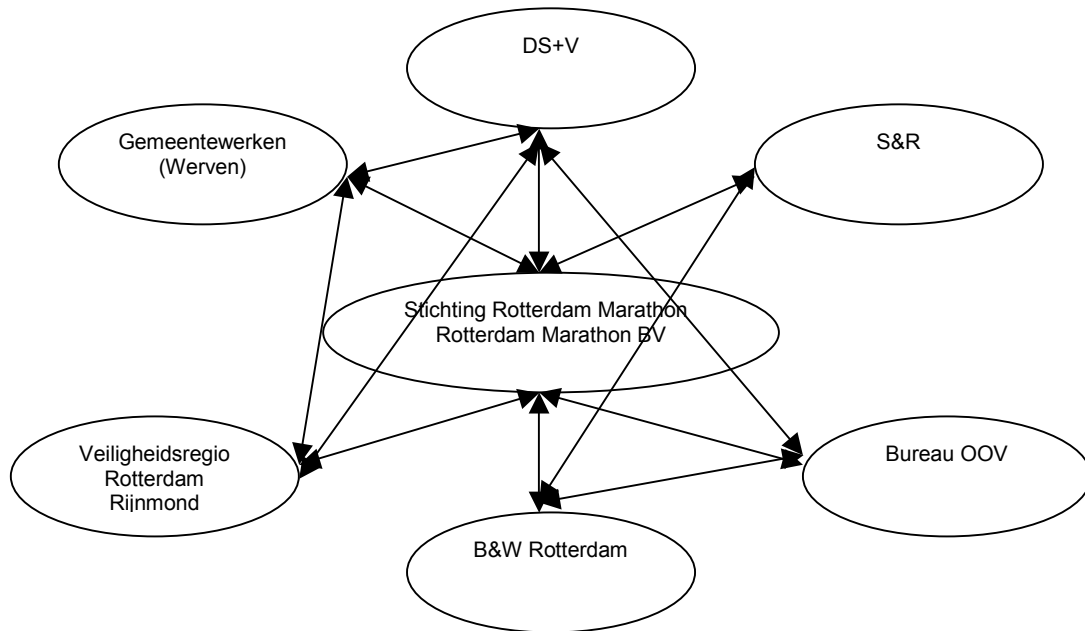 DS+V
Gemeentewerken
(Werven)
S&R
Stichting Rotterdam Marathon
Rotterdam Marathon BV
Veiligheidsregio
Rotterdam
Rijnmond
Bureau OOV
B&W Rotterdam